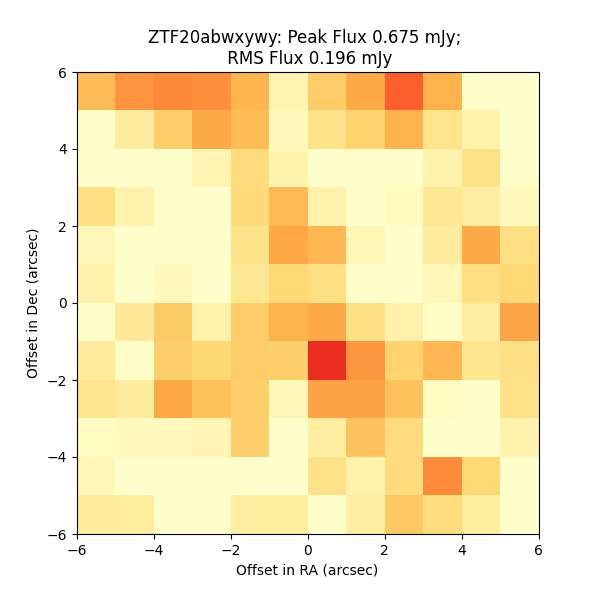 ZTF20abwxywy: Peak Flux 0.675 mJy;
RMS Flux 0.196 mJy
6
4
2
0
−2
−4
−6
Offset in Dec (arcsec)
−6 −4 −2 0 2 4 6
Offset in RA (arcsec)